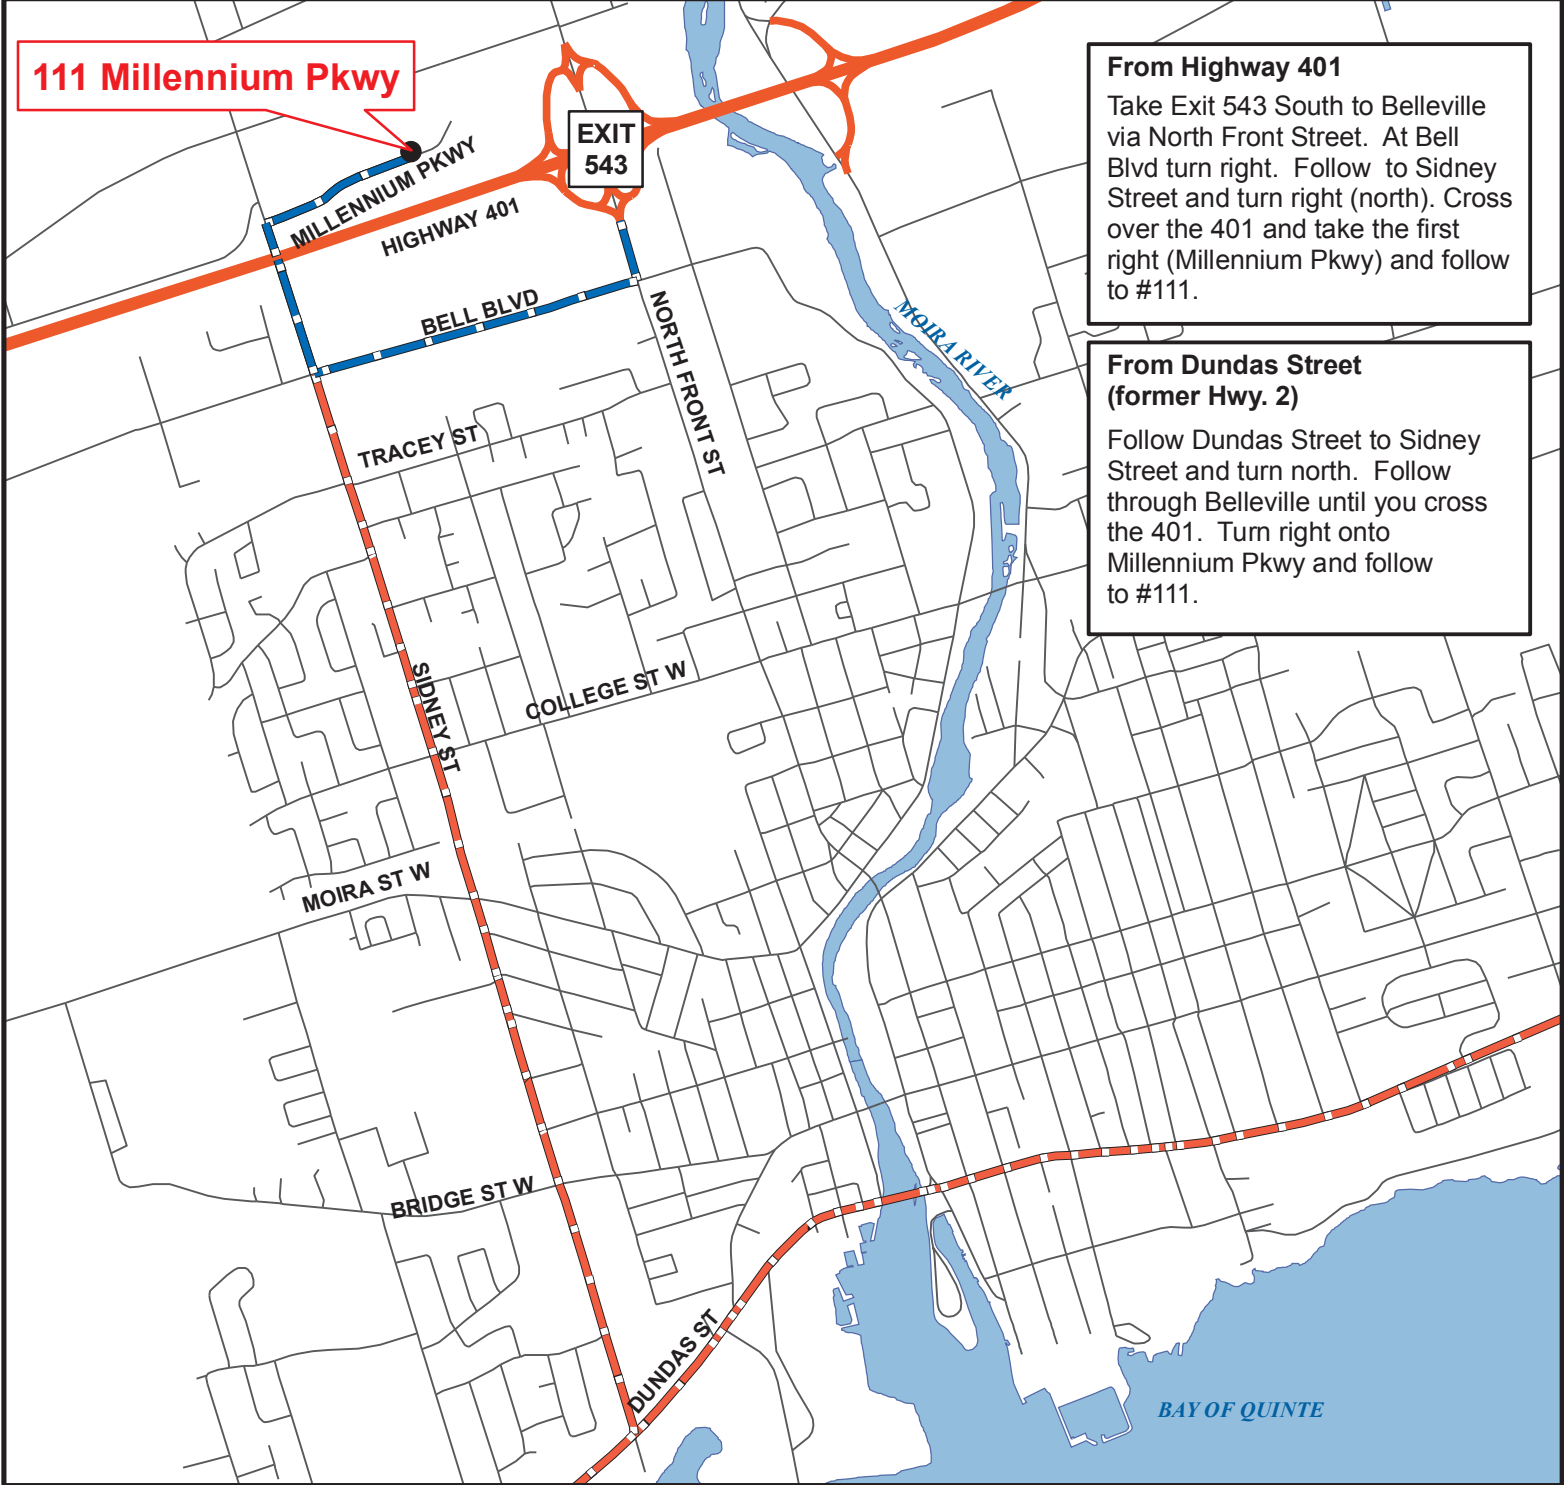 111 Millennium Pkwy
EXIT
543
MILLENNIUM PKWY
HIGHWAY 401
BELL BLVD
NORTH FRONT ST
MOIRA RIVER
TRACEY ST
SIDNEY ST
COLLEGE ST W
MOIRA ST W
BRIDGE ST W
DUNDAS ST
BAY OF QUINTE
From Highway 401
Take Exit 543 South to Belleville
via North Front Street. At Bell
Blvd turn right. Follow to Sidney
Street and turn right (north). Cross
over the 401 and take the first
right (Millennium Pkwy) and follow
to #111.
From Dundas Street
(former Hwy. 2)
Follow Dundas Street to Sidney
Street and turn north. Follow
through Belleville until you cross
the 401. Turn right onto
Millennium Pkwy and follow
to #111.